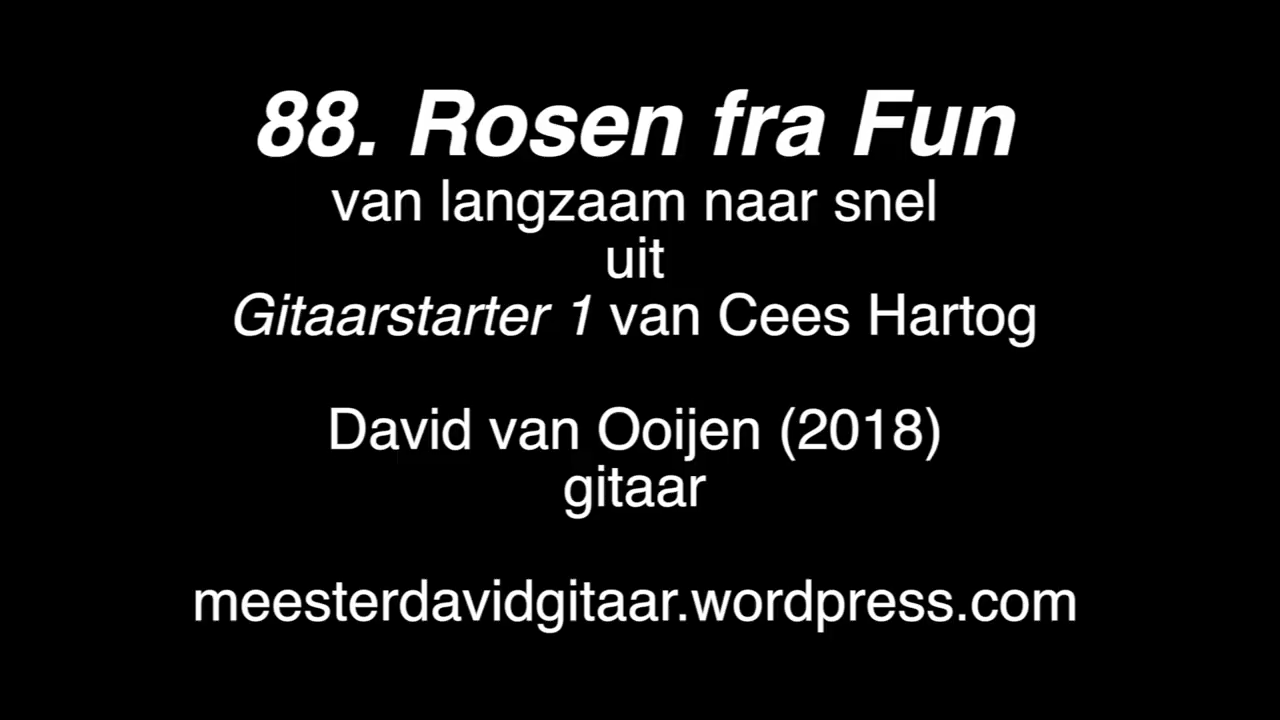 88. Rosen fra Fun
van langzaam naar snel
uit
Gitaarstarter 1 van Cees Hartog
David van Ooijen (2018)
gitaar
meesterdavidgitaar.wordpress.com